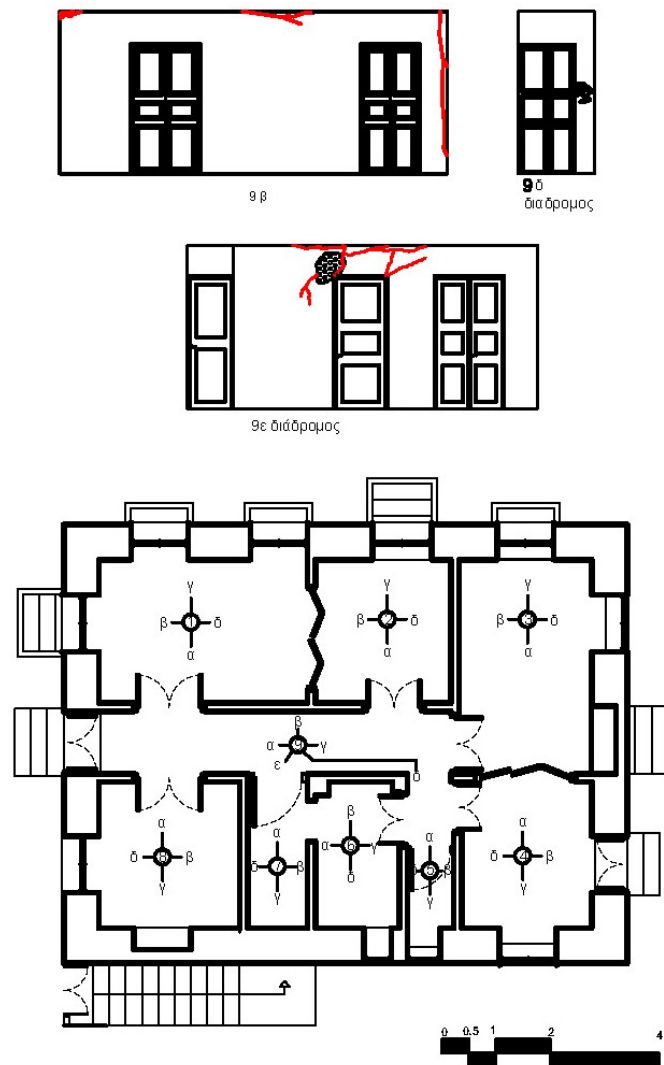 9 β
9 δ
διάδρομος
9ε διάδρομος
γ
β 1 δ
α
γ
β 2 δ
α
γ
β 3 δ
α
β
α 9 γ
ε
δ
α
δ 8 β
γ
α
δ 7 β
γ
β
α 6 γ
δ
α
δ 5 β
γ
α
δ 4 β
γ
0 0.5 1 2 4